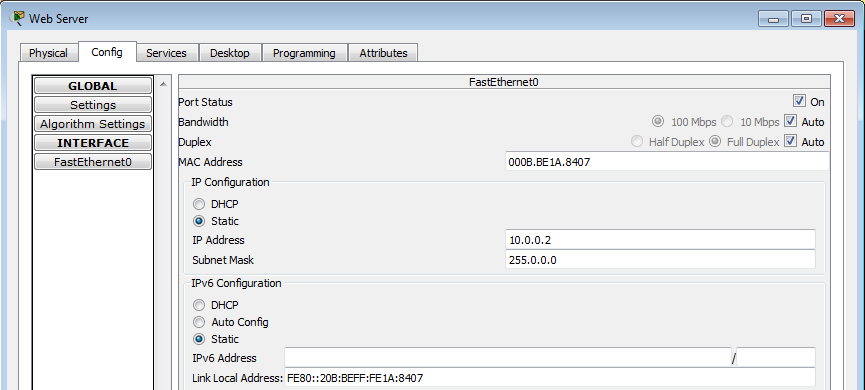 Web Server
Physical Config Services Desktop Programming Attributes
GLOBAL
Settings
Algorithm Settings
INTERFACE
FastEthernet0
FastEthernet0
Port Status On
Bandwidth 100 Mbps 10 Mbps Auto
Duplex Half Duplex Full Duplex Auto
MAC Address 000B.BE1A.8407
IP Configuration
DHCP
Static
IP Address 10.0.0.2
Subnet Mask 255.0.0.0
IPv6 Configuration
DHCP
Auto Config
Static
IPv6 Address /
Link Local Address: FE80::20B:BEFF:FE1A:8407